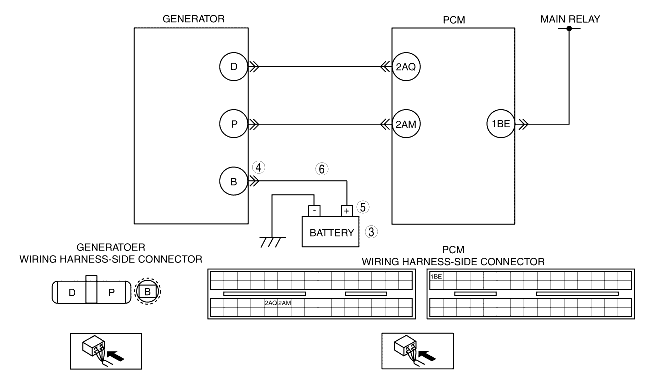 GENERATOR PCM MAIN RELAY
D 2AQ
P 2AM 1BE
B ④ ⑥
- + ⑤
BATTERY ③
GENERATOER
WIRING HARNESS-SIDE CONNECTOR
PCM
WIRING HARNESS-SIDE CONNECTOR
D P B
1BE
2AQ 2AM